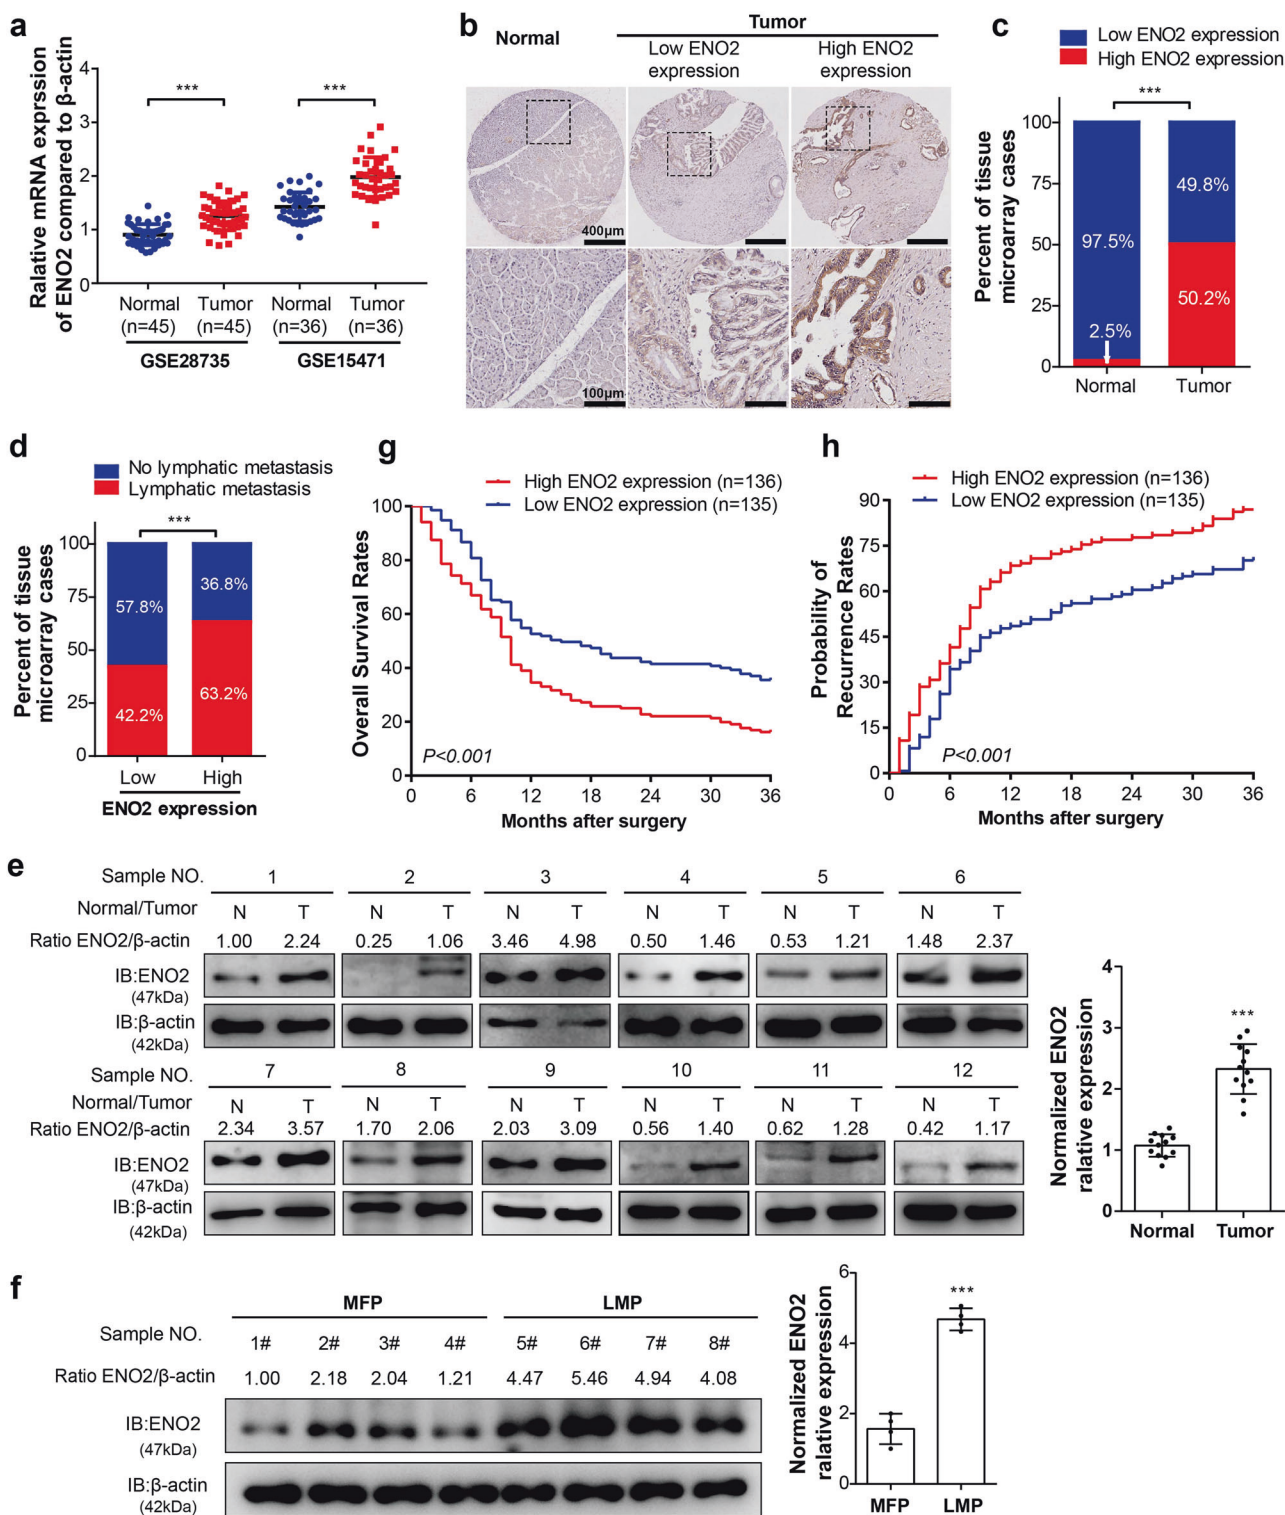 a
Relative mRNA exprssion
of ENO2 compared to β-actin
4
3
2
1
0
***
***
Normal
(n=45)
Tumor
(n=45)
Normal
(n=36)
Tumor
(n=36)
GSE28735
GSE15471
b
Normal
Tumor
Low ENO2
expression
High ENO2
expression
400μm
100μm
c
Low ENO2 expression
High ENO2 expression
***
Percent of tissue
microarray cases
100
75
50
25
0
97.5%
2.5%
49.8%
50.2%
Normal
Tumor
d
No lymphatic metastasis
Lymphatic metastasis
***
Percent of tissue
microarray cases
100
75
50
25
0
57.8%
42.2%
36.8%
63.2%
Low
High
ENO2 expression
g
High ENO2 expression (n=136)
Low ENO2 expression (n=135)
Overall Survival Rates
100
80
60
40
20
0
P<0.001
0 6 12 18 24 30 36
Months after surgery
h
High ENO2 expression (n=136)
Low ENO2 expression (n=135)
Probability of
Recurrence Rates
90
75
60
45
30
15
0
P<0.001
0 6 12 18 24 30 36
Months after surgery
e
Sample NO. 1 2 3 4 5 6
Normal/Tumor N T N T N T N T N T N T
Ratio ENO2/β-actin 1.00 2.24 0.25 1.06 3.46 4.98 0.50 1.46 0.53 1.21 1.48 2.37
IB:ENO2
(47kDa)
IB:β-actin
(42kDa)
Sample NO. 7 8 9 10 11 12
Normal/Tumor N T N T N T N T N T N T
Ratio ENO2/β-actin 2.34 3.57 1.70 2.06 2.03 3.09 0.56 1.40 0.62 1.28 0.42 1.17
IB:ENO2
(47kDa)
IB:β-actin
(42kDa)
Normalized ENO2
ralative expression
4
3
2
1
0
***
Normal
Tumor
f
MFP LMP
Sample NO. 1# 2# 3# 4# 5# 6# 7# 8#
Ratio ENO2/β-actin 1.00 2.18 2.04 1.21 4.47 5.46 4.94 4.08
IB:ENO2
(47kDa)
IB:β-actin
(42kDa)
Normalized ENO2
ralative expression
6
4
2
0
***
MFP
LMP